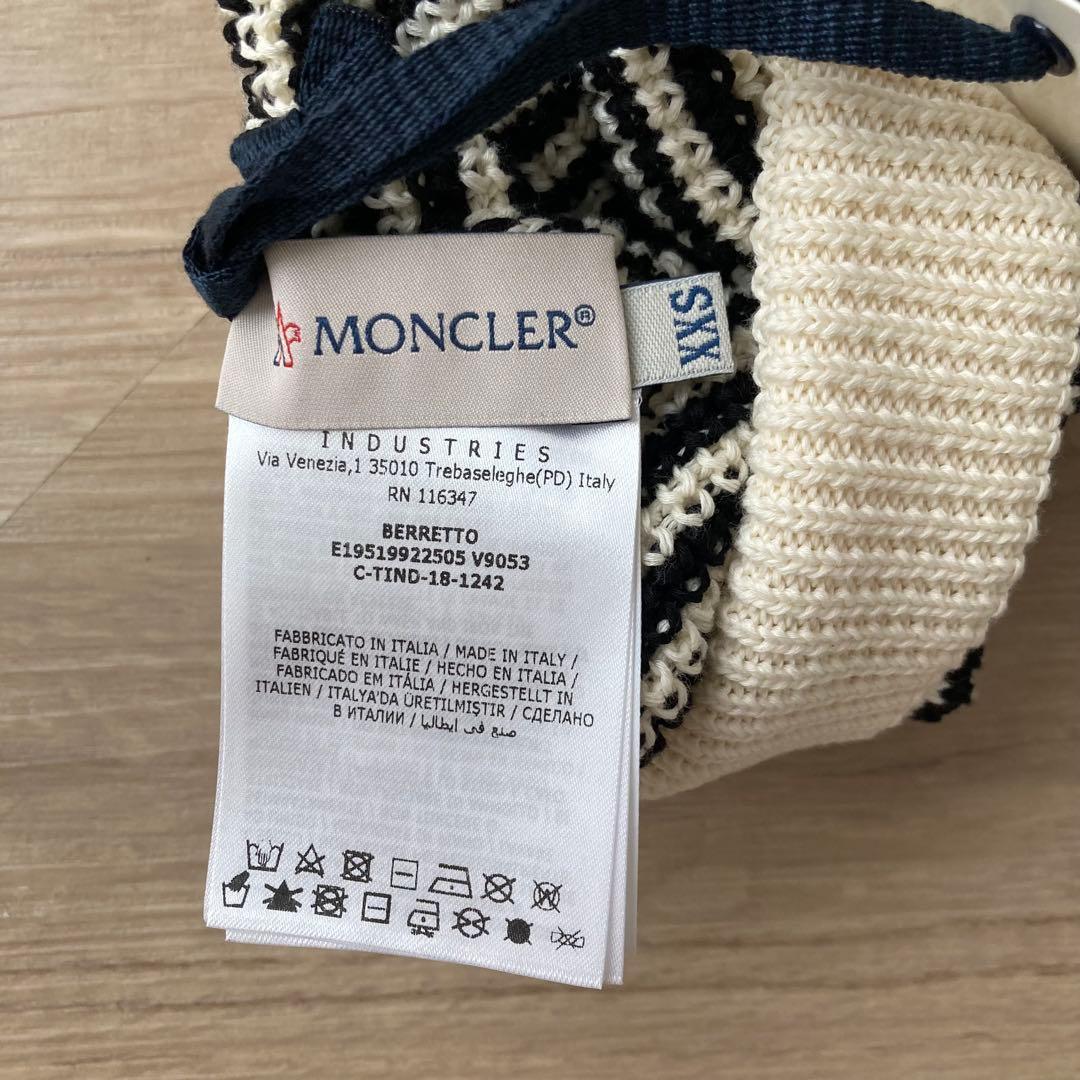 MONCLER®
XXS
INDUSTRIES
Via Venezia,1 35010 Trebaseleghe(PD) Italy
RN 116347
BERRETTO
E19519922505 V9053
C-TIND-18-1242
FABBRICATO IN ITALIA / MADE IN ITALY /
FABRIQUÉ EN ITALIE / HECHO EN ITALIA /
FABRICADO EM ITÁLIA / HERGESTELLT IN
ITALIEN / ITALYA'DA ÜRETILMIŞTIR / СДЕЛАНО
В ИТАЛИИ / صنع فى ايطاليا